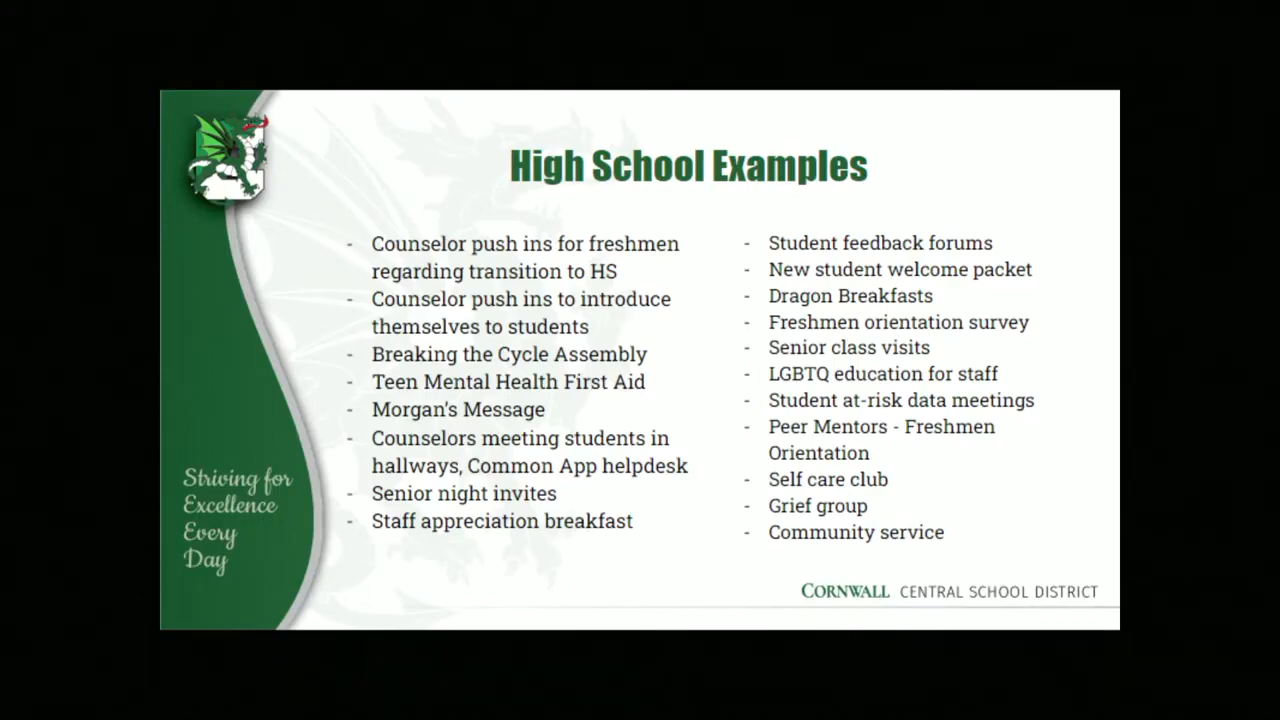 High School Examples
- Counselor push ins for freshmen
regarding transition to HS
- Counselor push ins to introduce
themselves to students
- Breaking the Cycle Assembly
- Teen Mental Health First Aid
- Morgan's Message
- Counselors meeting students in
hallways, Common App helpdesk
- Senior night invites
- Staff appreciation breakfast
- Student feedback forums
- New student welcome packet
- Dragon Breakfasts
- Freshmen orientation survey
- Senior class visits
- LGBTQ education for staff
- Student at-risk data meetings
- Peer Mentors - Freshmen
Orientation
- Self care club
- Grief group
- Community service
Striving for
Excellence
Every
Day
CORNWALL CENTRAL SCHOOL DISTRICT